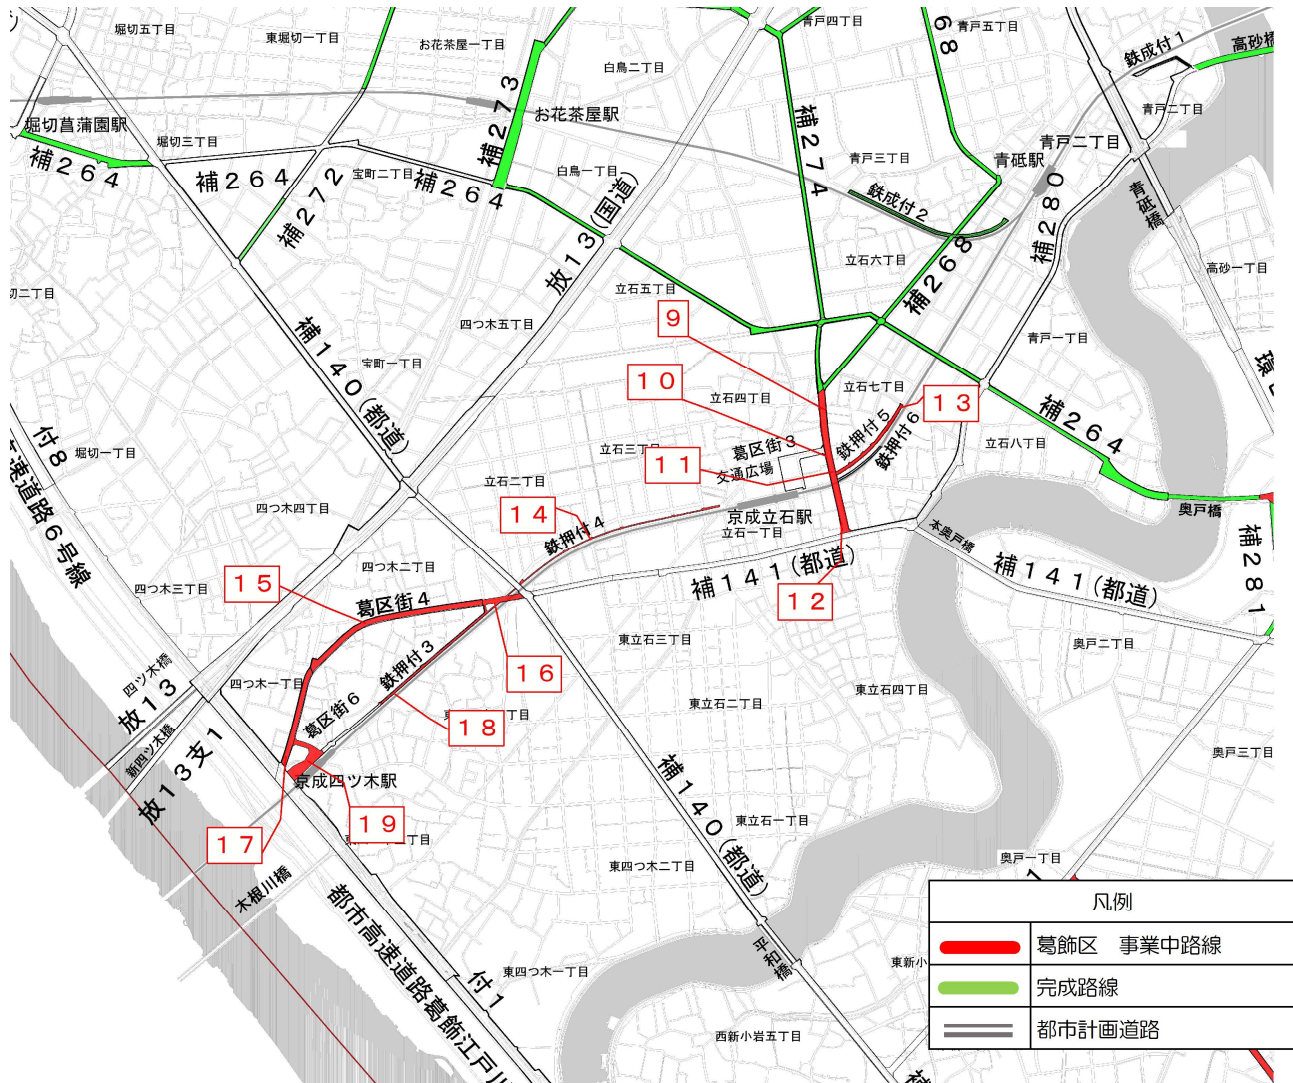 堀切五丁目
東堀切一丁目
お花茶屋一丁目
白鳥二丁目
青戸四丁目
青戸五丁目
高砂橋
鉄成付1
青戸二丁目
堀切菖蒲園駅
堀切三丁目
補264
補264
補272
宝町二丁目
補264
補273
お花茶屋駅
白鳥一丁目
放13(国道)
補274
青戸三丁目
青砥駅
青戸二丁目
鉄成付2
補280
青砥橋
補268
立石六丁目
高砂一丁目
立石五丁目
四つ木五丁目
補140(都道)
宝町一丁目
9
10
立石四丁目
立石七丁目
13
青戸一丁目
補264
立石八丁目
鉄押付5
鉄押付6
葛区街3
交通広場
11
立石三丁目
立石二丁目
14
鉄押付4
京成立石駅
立石一丁目
付8
堀切一丁目
四つ木四丁目
速道路6号線
四つ木三丁目
四つ木二丁目
15
葛区街4
補141(都道)
12
本奥戸橋
補141(都道)
奥戸橋
補281
奥戸二丁目
東立石三丁目
16
鉄押付3
18
葛区街6
四つ木一丁目
四ツ木橋
放13
新四ツ木橋
放13支1
京成四ツ木駅
19
17
木根川橋
東立石二丁目
東立石四丁目
奥戸三丁目
補140(都道)
東立石一丁目
東四つ木二丁目
奥戸一丁目
都市高速道路葛飾江戸川
付1
東四つ木一丁目
平和橋
東新小
西新小岩五丁目
凡例
葛飾区 事業中路線
完成路線
都市計画道路